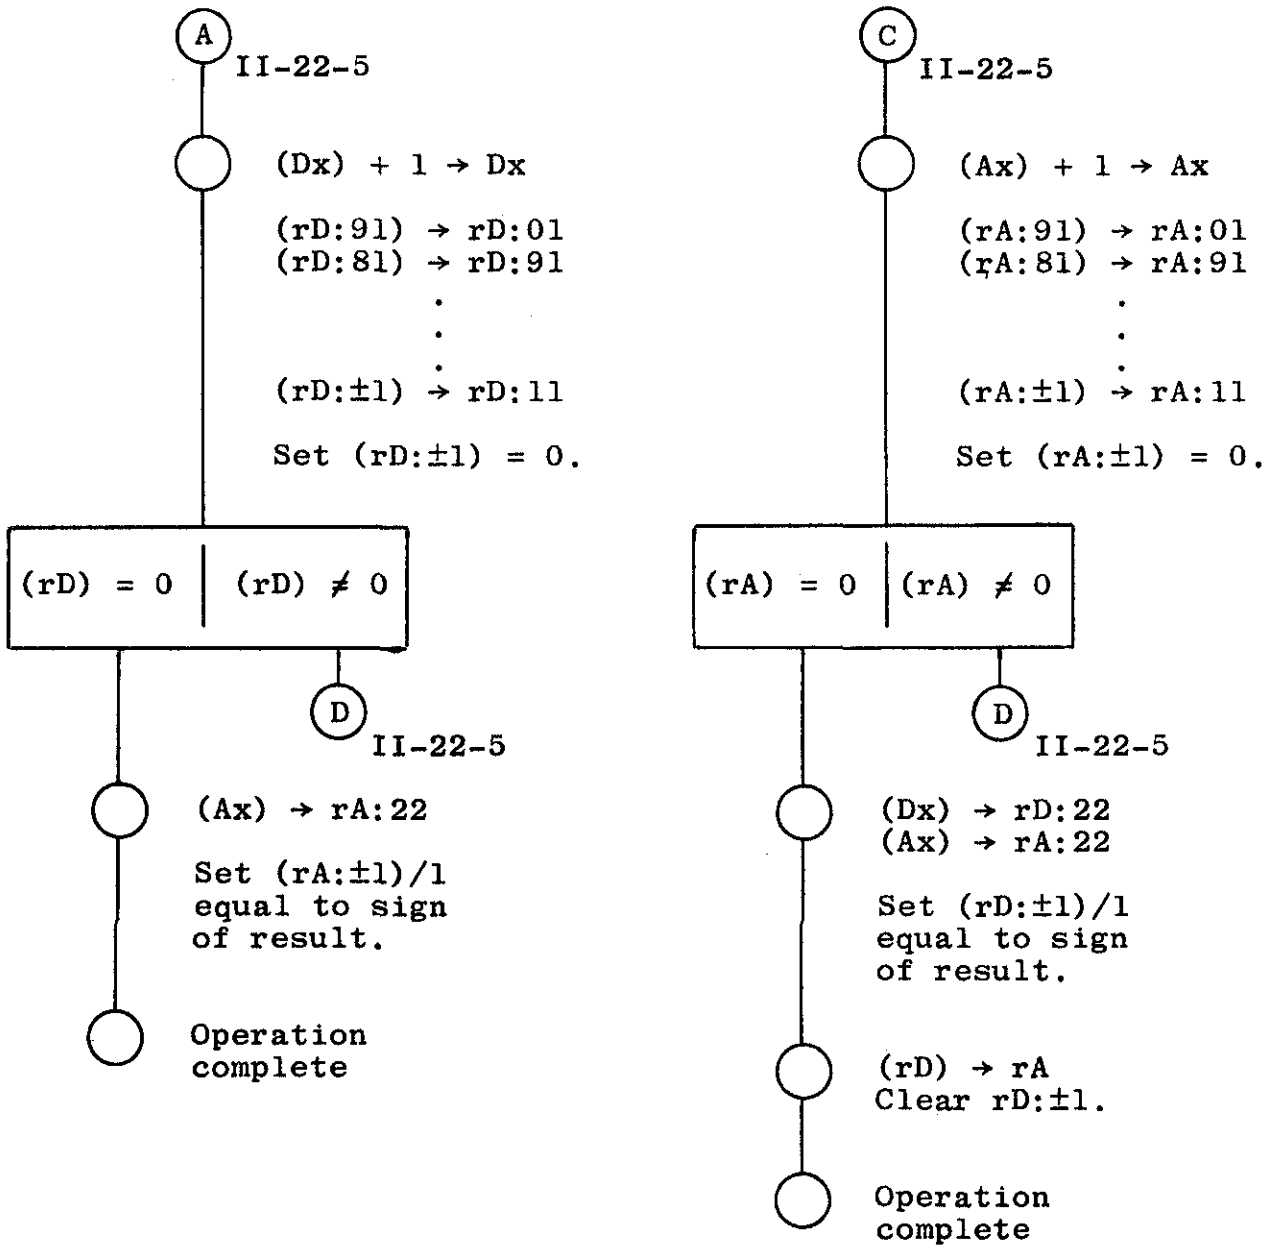 A
II-22-5
(Dx) + 1 → Dx
(rD:91) → rD:01
(rD:81) → rD:91
.
.
.
(rD:±1) → rD:11
Set (rD:±1) = 0.
(rD) = 0 | (rD) ≠ 0
D
II-22-5
(Ax) → rA:22
Set (rA:±1)/1
equal to sign
of result.
Operation
complete
C
II-22-5
(Ax) + 1 → Ax
(rA:91) → rA:01
(rA:81) → rA:91
.
.
.
(rA:±1) → rA:11
Set (rA:±1) = 0.
(rA) = 0 | (rA) ≠ 0
D
II-22-5
(Dx) → rD:22
(Ax) → rA:22
Set (rD:±1)/1
equal to sign
of result.
(rD) → rA
Clear rD:±1.
Operation
complete